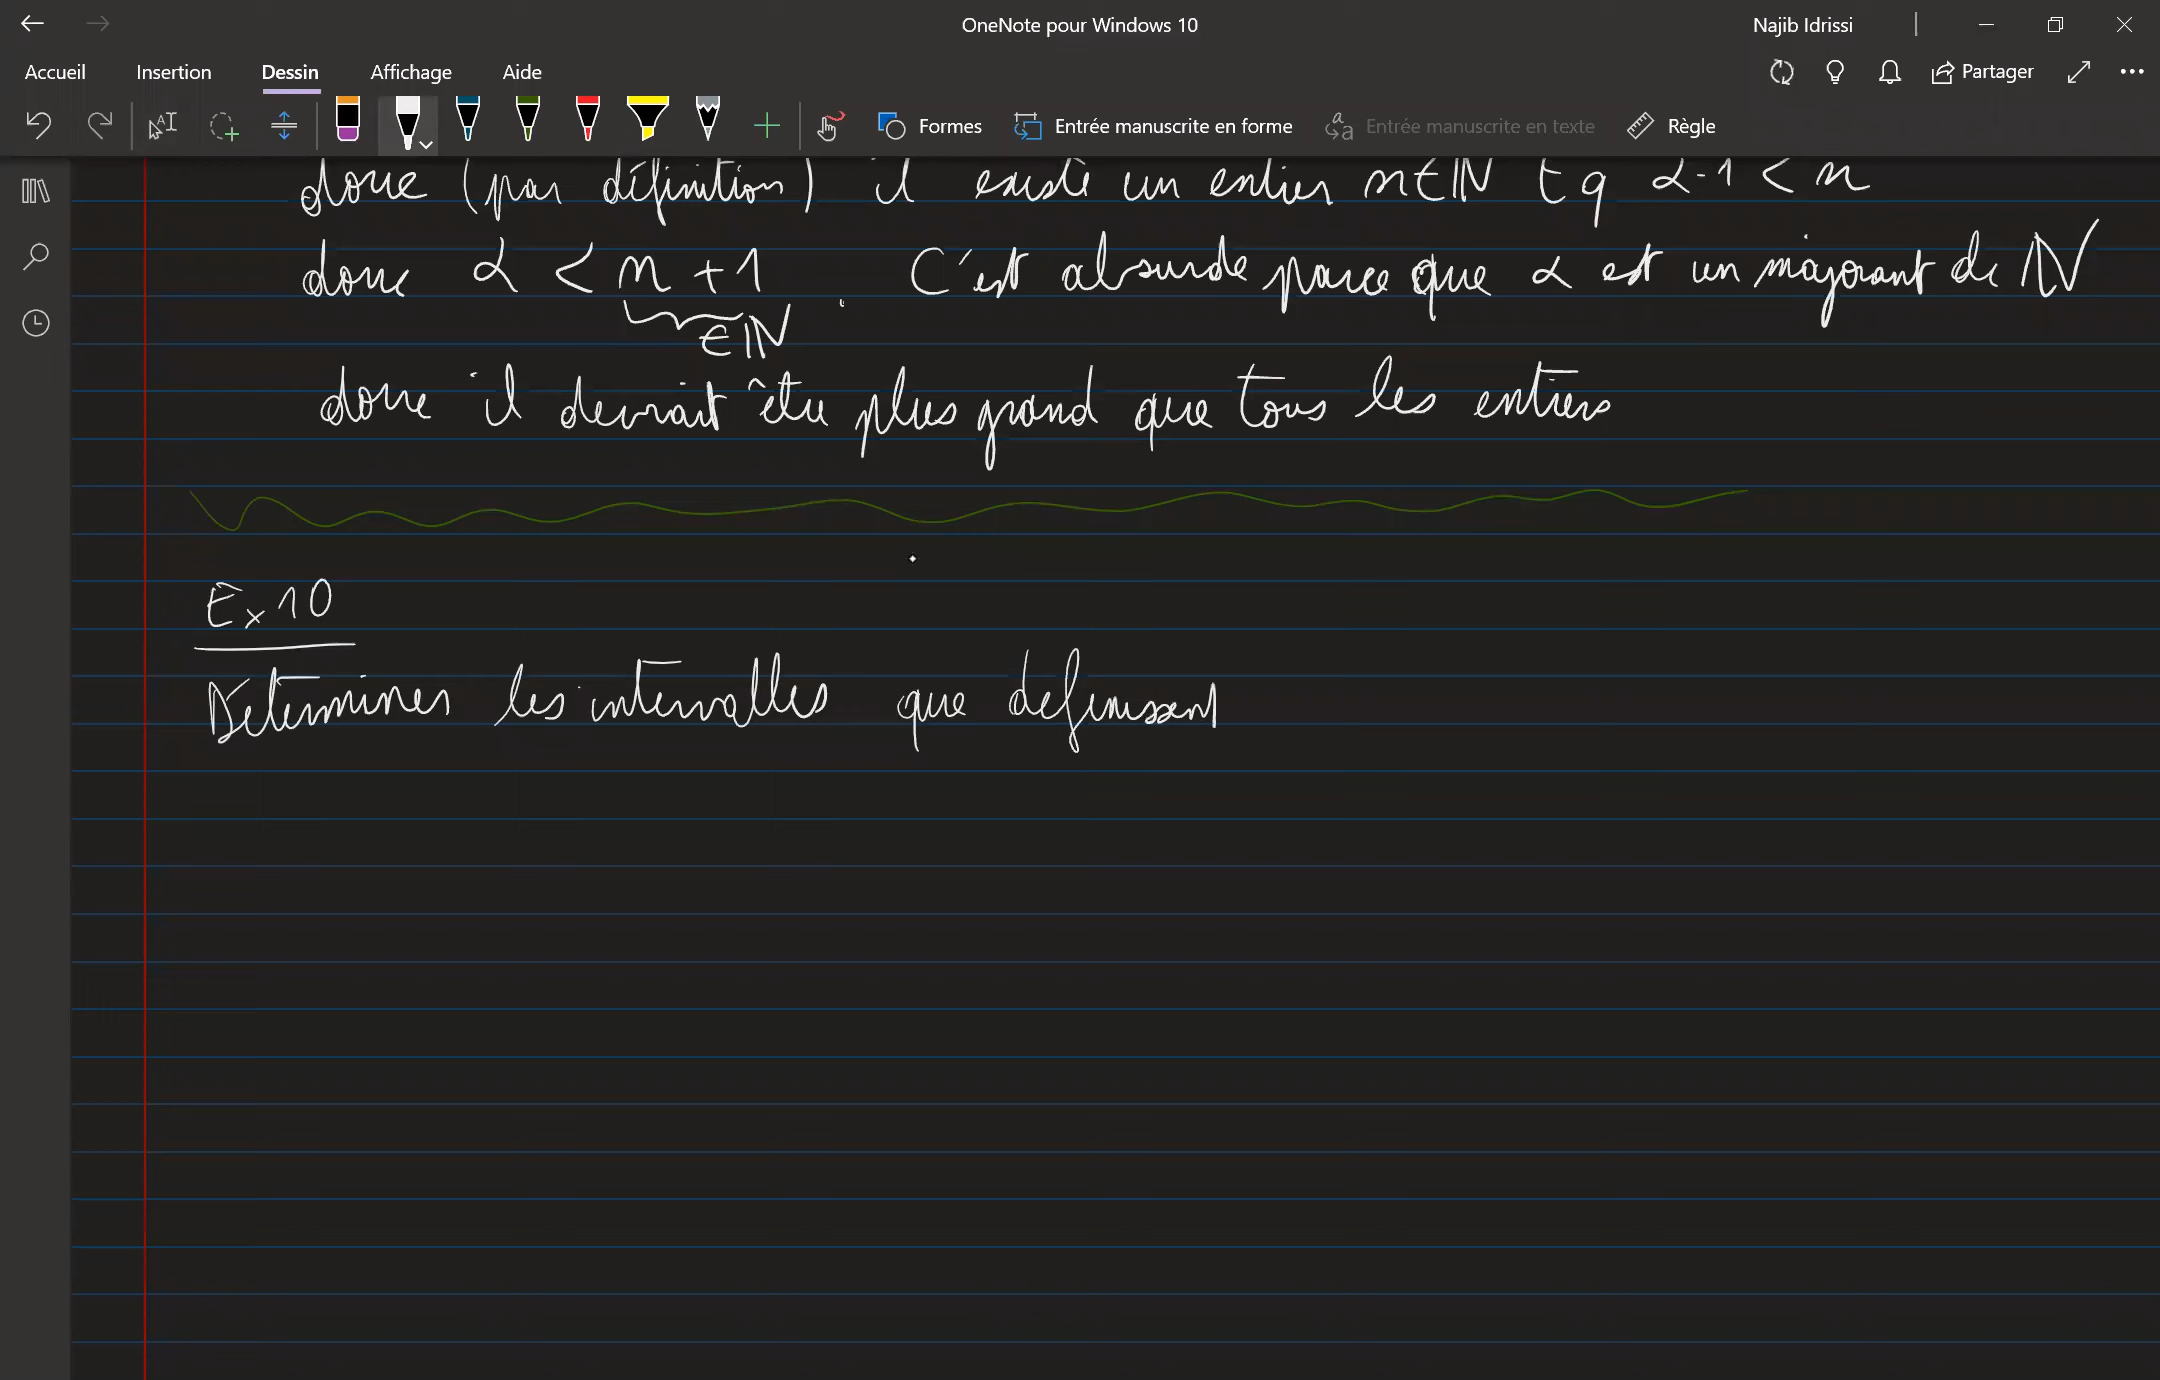 OneNote pour Windows 10
Najib Idrissi
Accueil Insertion Dessin Affichage Aide
Partager
Formes Entrée manuscrite en forme Entrée manuscrite en texte Règle
donc (par définition) il existe un entier n∈ℕ tq α-1 < n
donc α < n + 1 . C'est absurde parce que α est un majorant de ℕ
∈ℕ
donc il devrait être plus grand que tous les entiers
Ex 10
Déterminer les intervalles que définissent